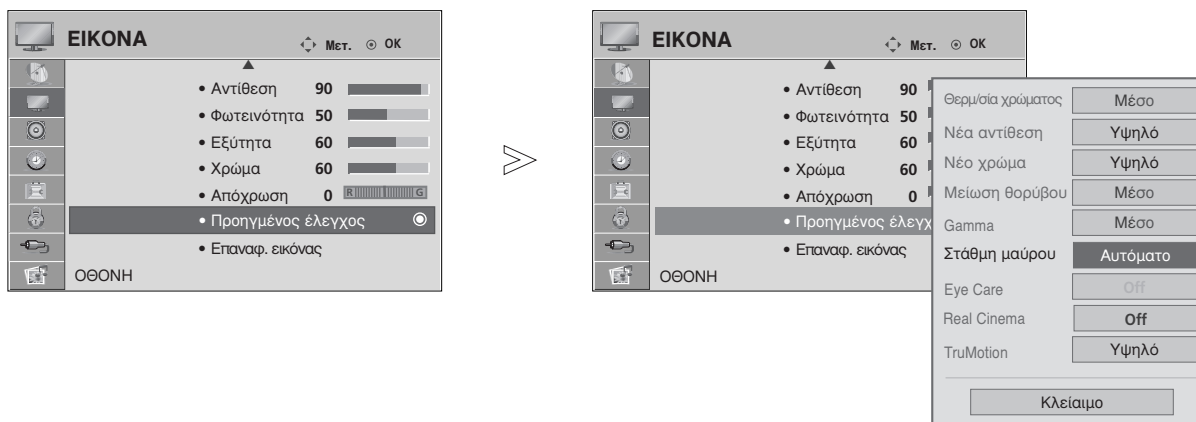 ΕΙΚΟΝΑ Μετ. OK
• Αντίθεση 90
• Φωτεινότητα 50
• Εξύτητα 60
• Χρώμα 60
• Απόχρωση 0 R G
• Προηγμένος έλεγχος
• Επαναφ. εικόνας
ΟΘΟΝΗ
ΕΙΚΟΝΑ Μετ. OK
• Αντίθεση 90
• Φωτεινότητα 50
• Εξύτητα 60
• Χρώμα 60
• Απόχρωση 0
• Προηγμένος έλεγχ
• Επαναφ. εικόνας
ΟΘΟΝΗ
Θερμ/σία χρώματος Μέσο
Νέα αντίθεση Υψηλό
Νέο χρώμα Υψηλό
Μείωση θορύβου Μέσο
Gamma Μέσο
Στάθμη μαύρου Αυτόματο
Eye Care Off
Real Cinema Off
TruMotion Υψηλό
Κλείαιμο